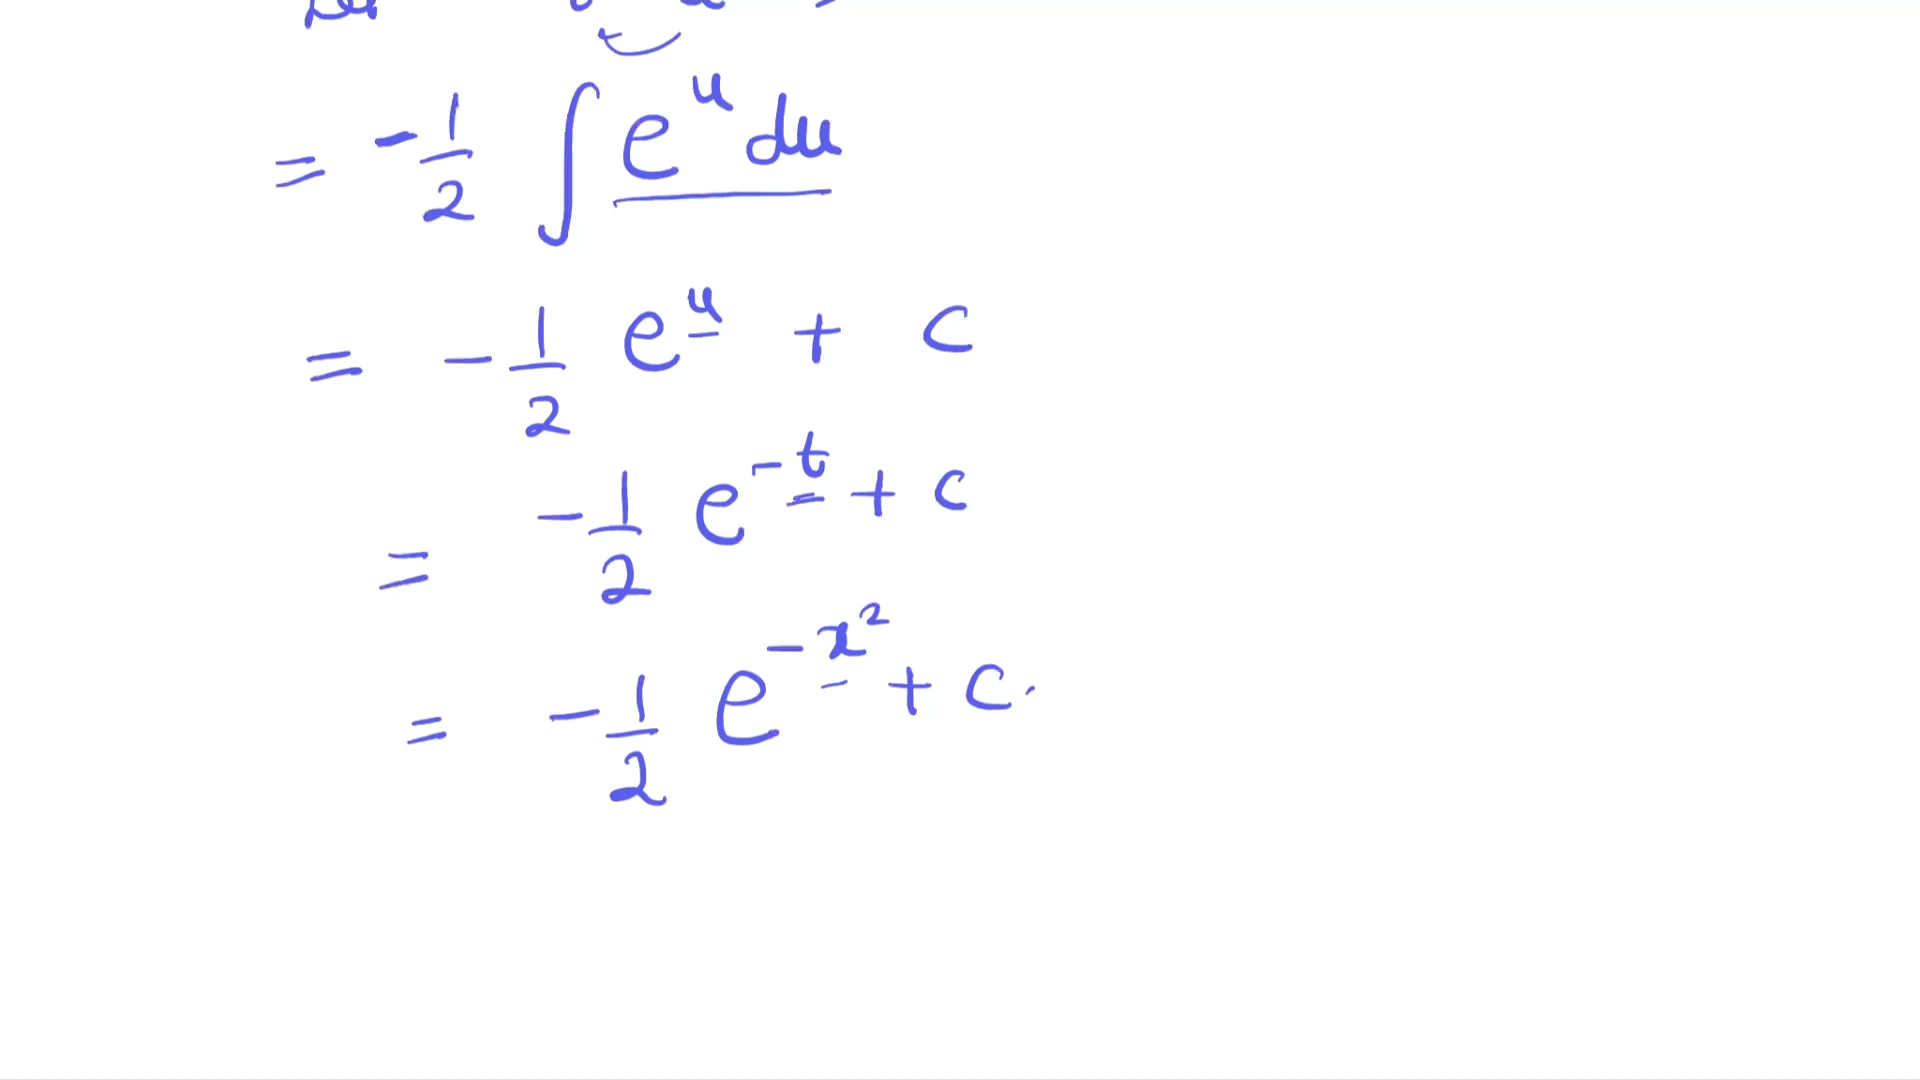 = -1/2 ∫ e^u du
= -1/2 e^u + c
= -1/2 e^-t + c
= -1/2 e^-x² + c.